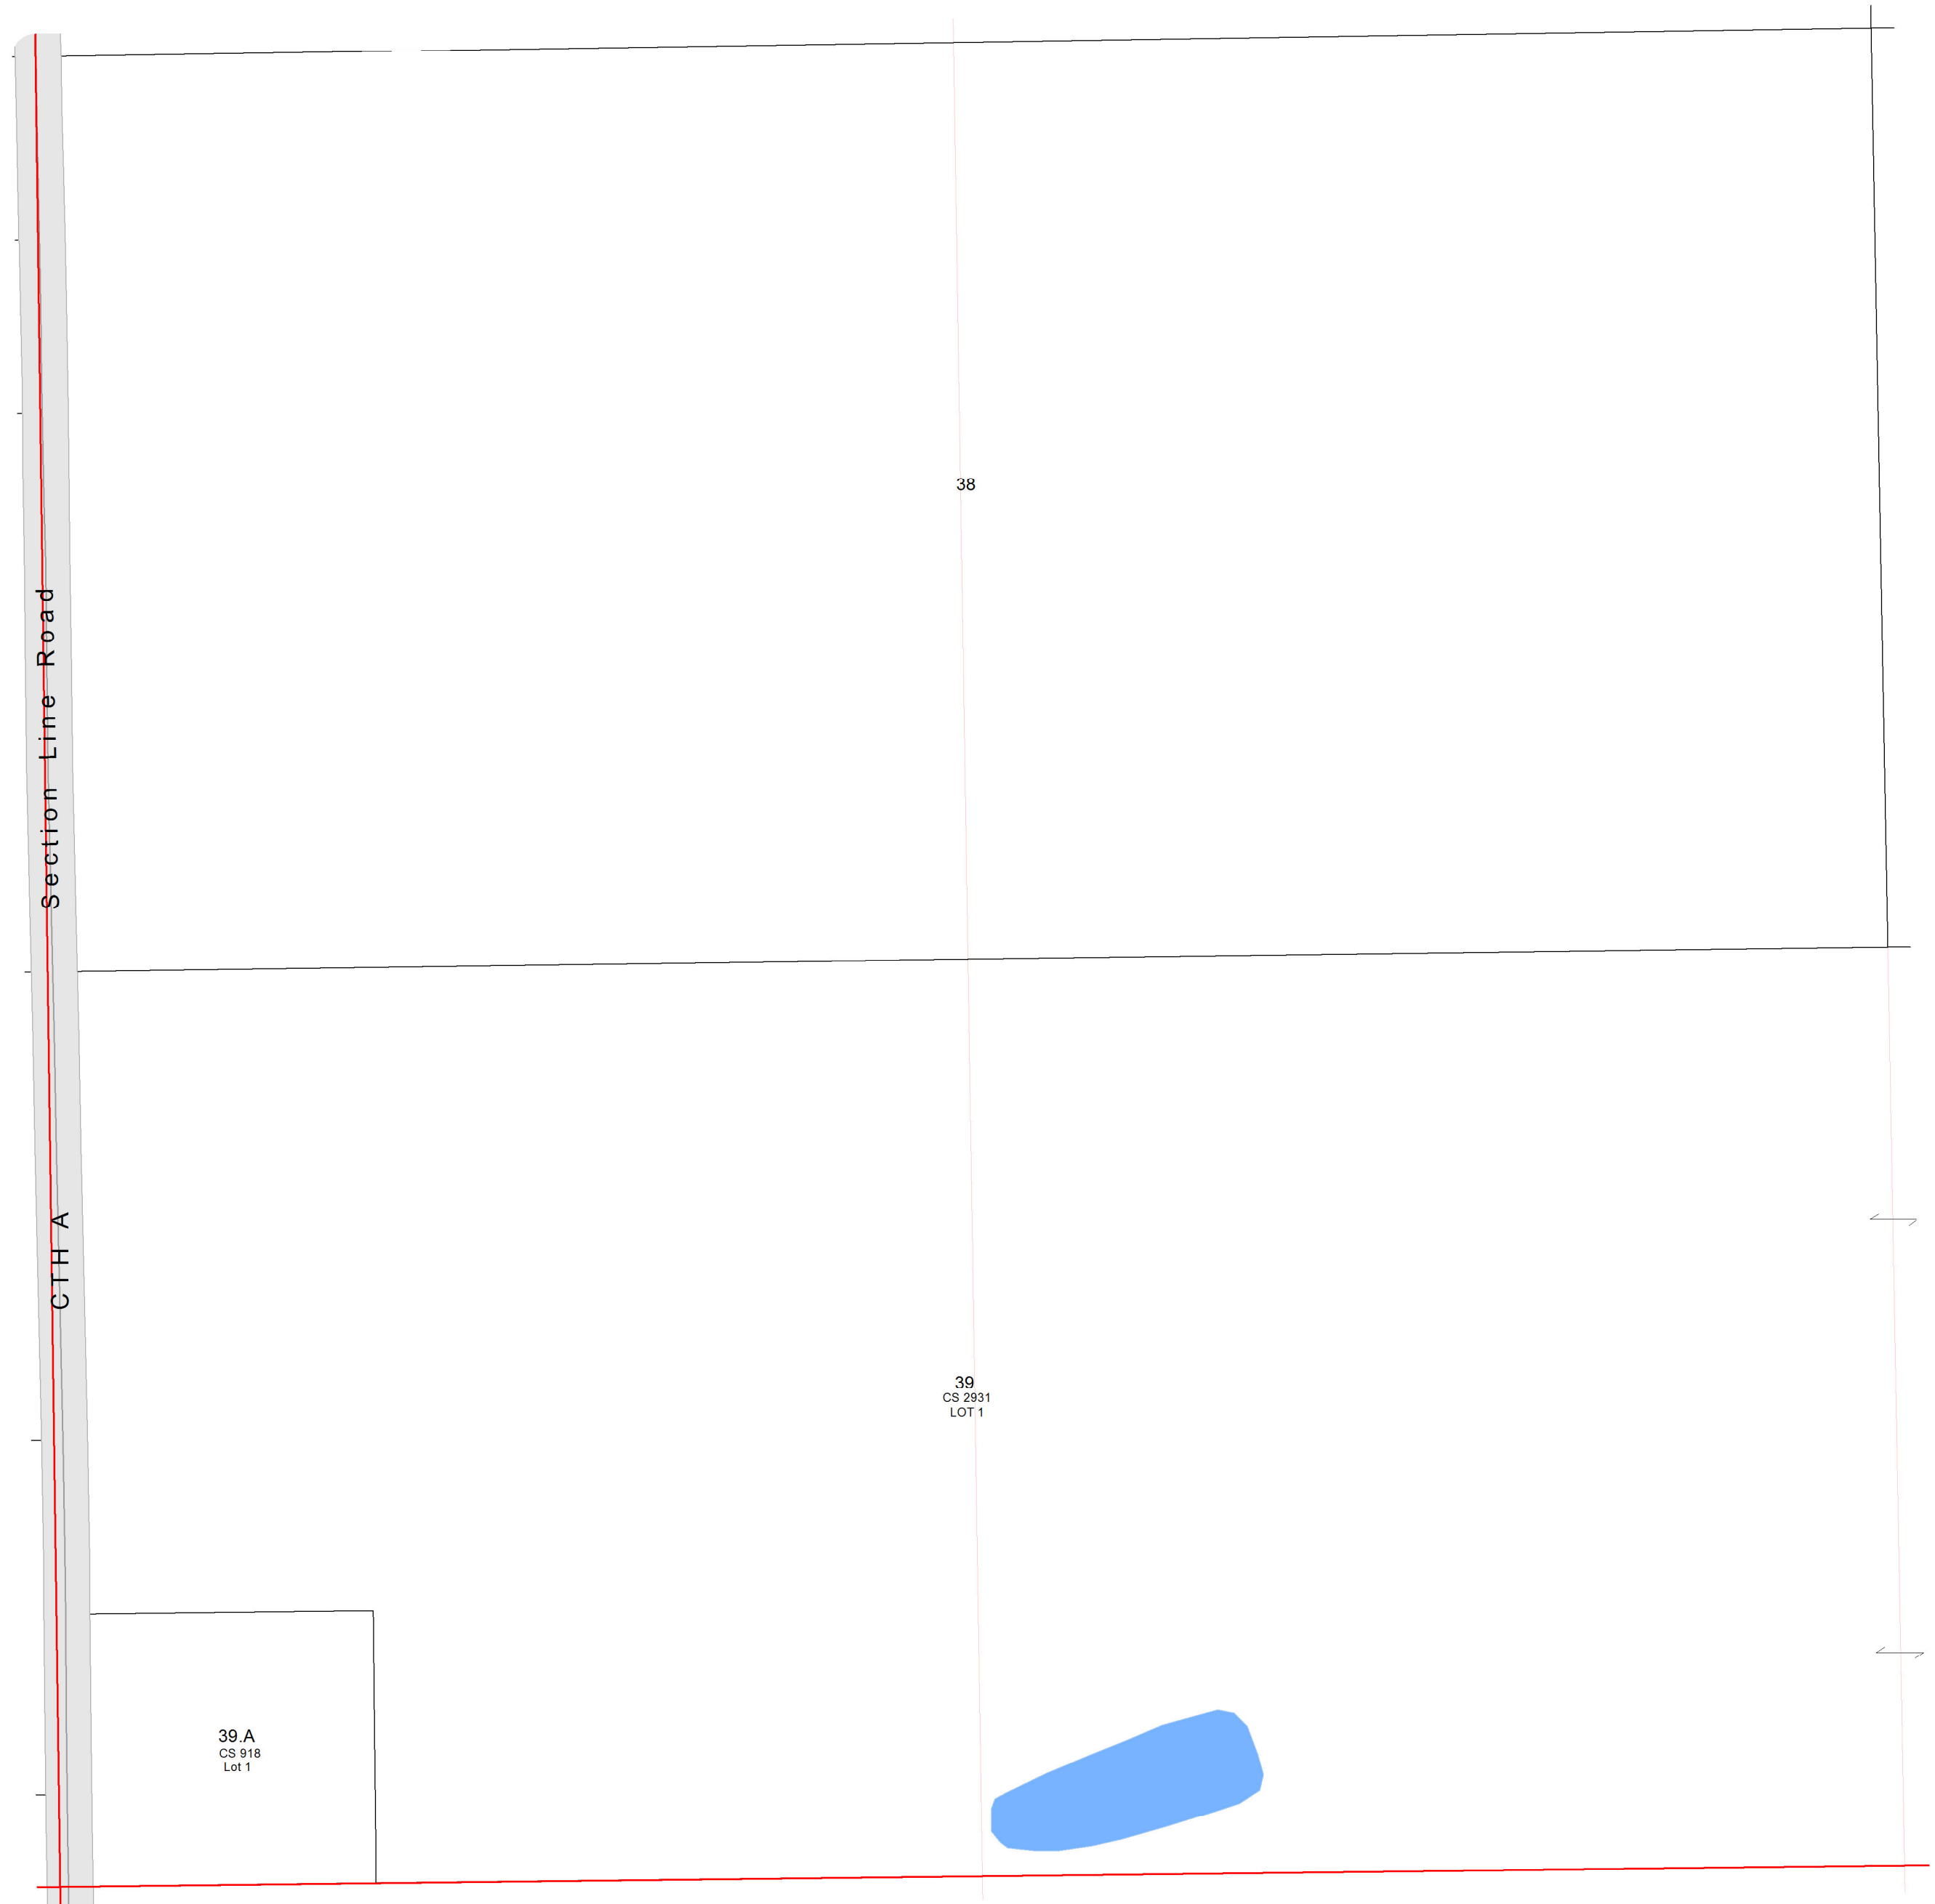 38
Section Line Road
CTH A
39
CS 2931
LOT 1
39.A
CS 918
Lot 1